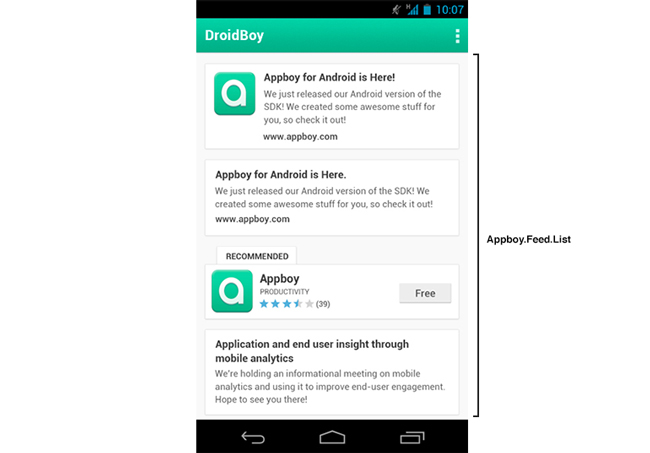 H 10:07
DroidBoy
Appboy for Android is Here!
We just released our Android version of the
SDK! We created some awesome stuff for
you, so check it out!
www.appboy.com
Appboy for Android is Here.
We just released our Android version of the SDK! We
created some awesome stuff for you, so check it out!
www.appboy.com
Appboy.Feed.List
RECOMMENDED
a Appboy
PRODUCTIVITY
(39)
Free
Application and end user insight through
mobile analytics
We're holding an informational meeting on mobile
analytics and using it to improve end-user engagement.
Hope to see you there!